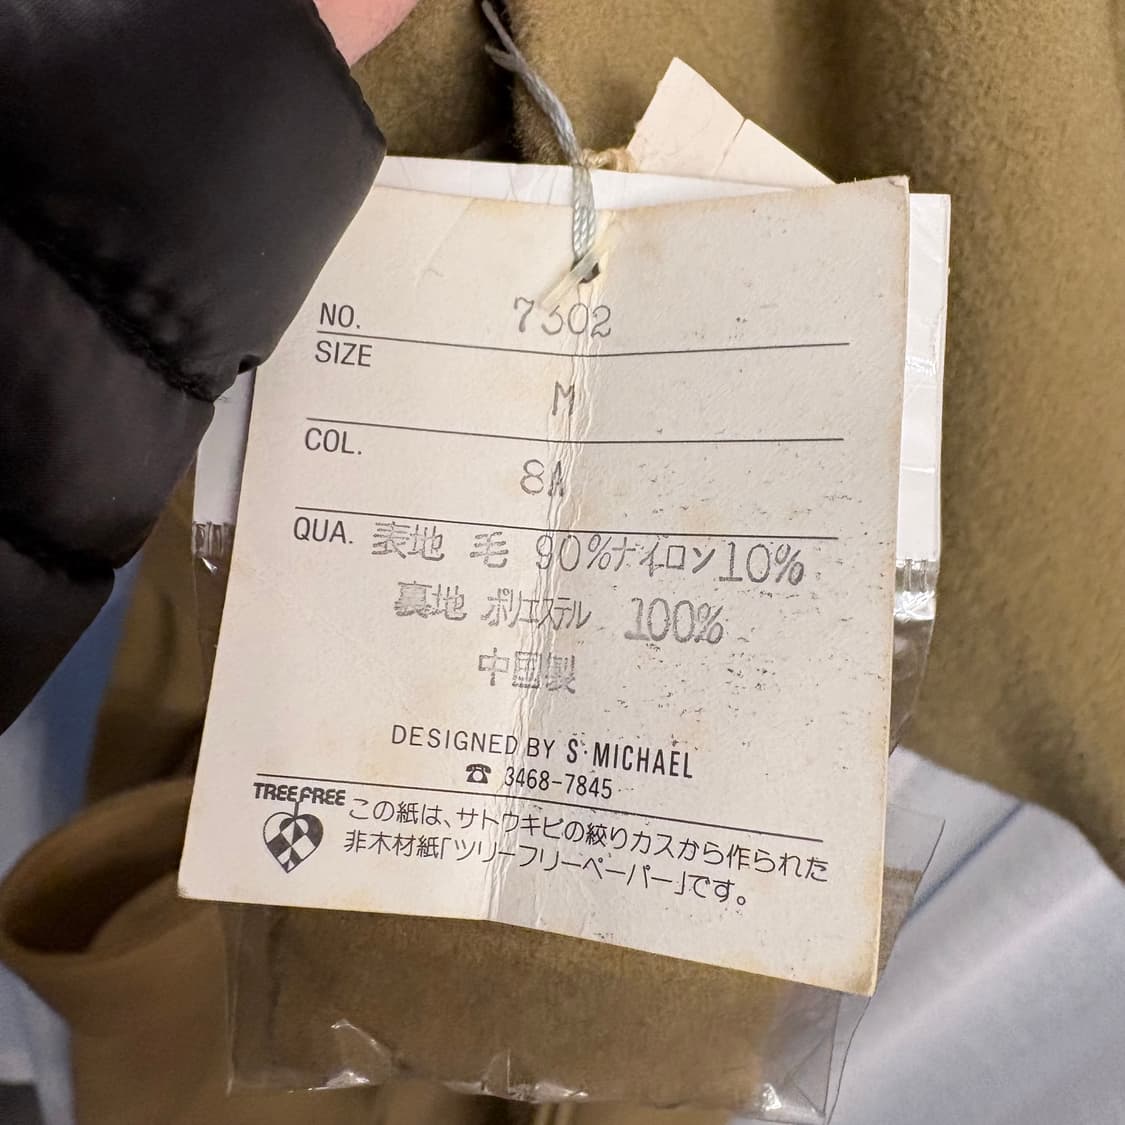 NO. 7302
SIZE M
COL. 8A
QUA. 表地 毛 90%ナイロン10%
裏地 ポリエステル 100%
中国製
DESIGNED BY S·MICHAEL
☎ 3468-7845
TREE FREE
この紙は、サトウキビの絞りカスから作られた
非木材紙「ツリーフリーペーパー」です。